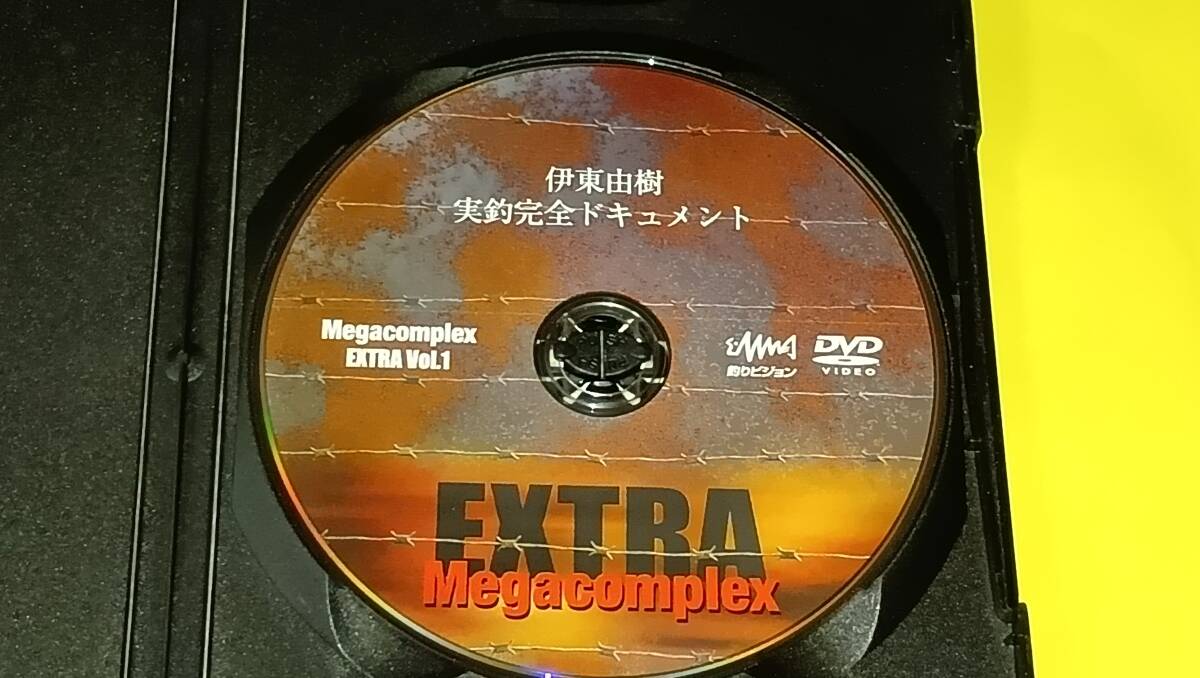 伊東由樹
実釣完全ドキュメント
Megacomplex
EXTRA Vol.1
釣りビジョン
DVD
VIDEO
EXTRA
Megacomplex